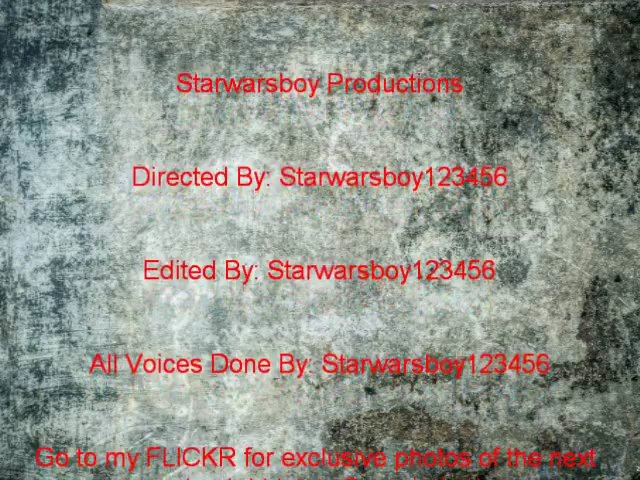 Starwarsboy Productions
Directed By: Starwarsboy123456
Edited By: Starwarsboy123456
All Voices Done By: Starwarsboy123456
Go to my FLICKR for exclusive photos of the next